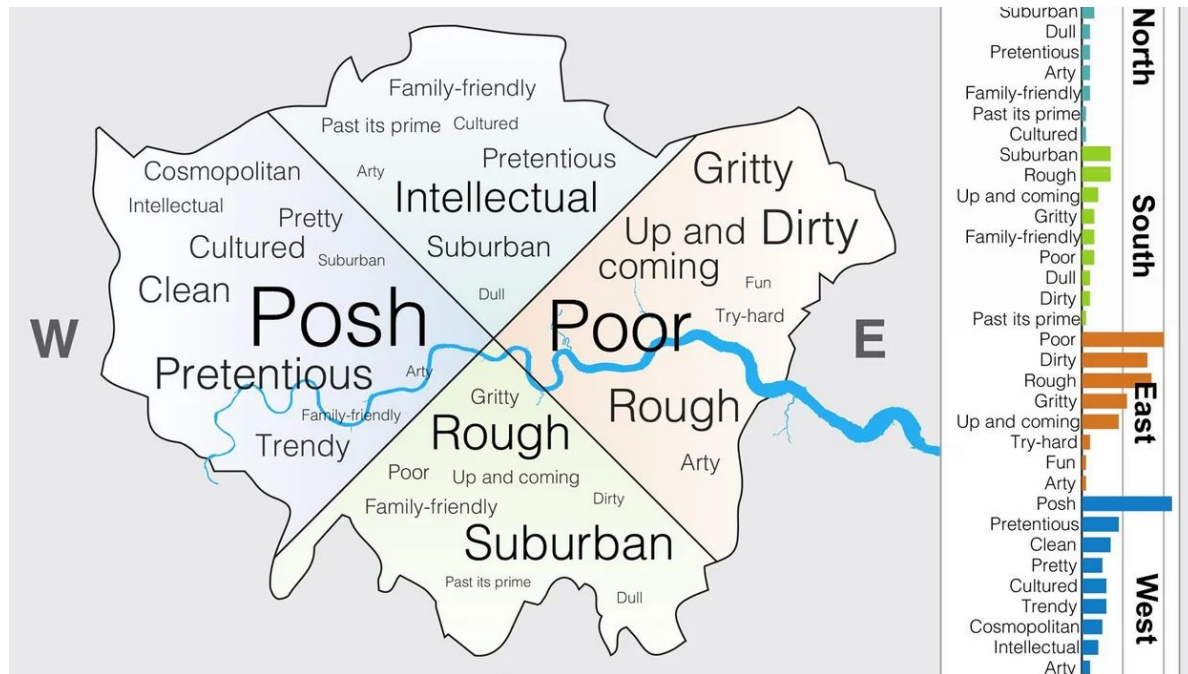 Family-friendly
Past its prime
Cultured
Arty
Pretentious
Intellectual
Suburban
Dull
W
Cosmopolitan
Intellectual
Pretty
Cultured
Suburban
Clean
Posh
Pretentious
Arty
Family-friendly
Trendy
Gritty
Up and
coming
Dirty
Fun
Try-hard
Poor
Rough
Arty
E
Gritty
Rough
Poor
Up and coming
Dirty
Family-friendly
Suburban
Past its prime
Dull
North
Suburban
Dull
Pretentious
Arty
Family-friendly
Past its prime
Cultured
South
Suburban
Rough
Up and coming
Gritty
Family-friendly
Poor
Dull
Dirty
Past its prime
East
Poor
Dirty
Rough
Gritty
Up and coming
Try-hard
Fun
Arty
West
Posh
Pretentious
Clean
Pretty
Cultured
Trendy
Cosmopolitan
Intellectual
Arty